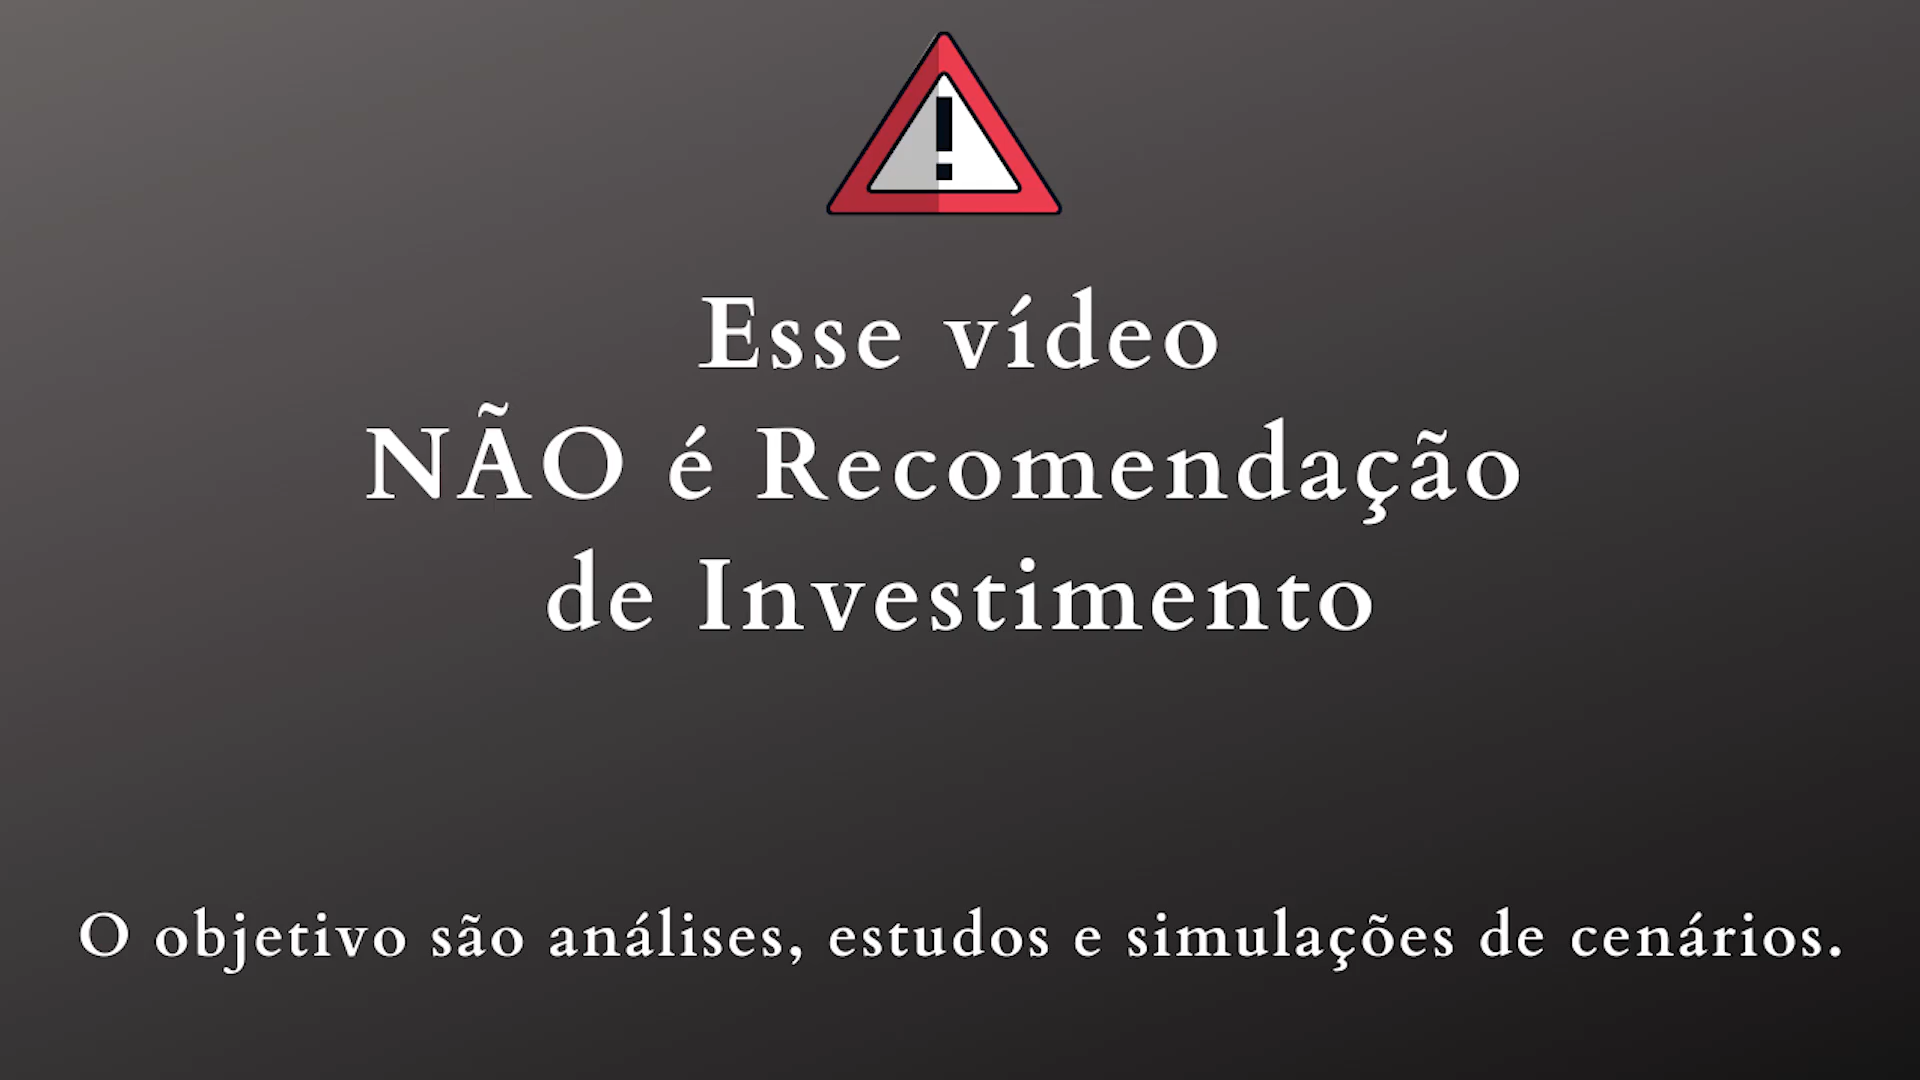 Esse vídeo
NÃO é Recomendação
de Investimento
O objetivo são análises, estudos e simulações de cenários.